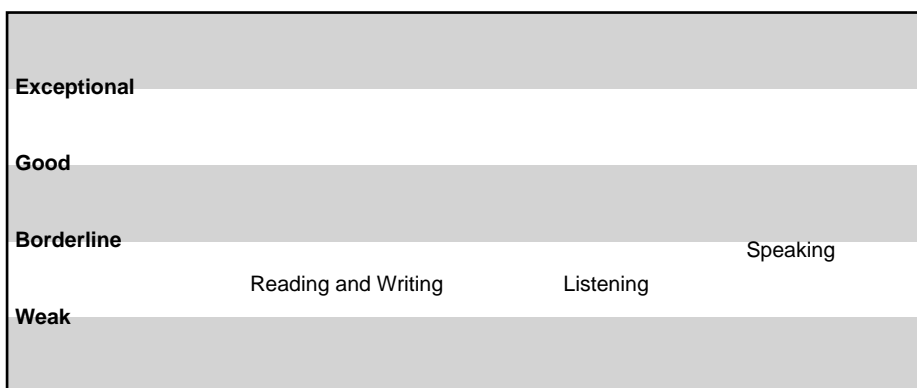 Exceptional
Good
Borderline
Speaking
Reading and Writing Listening
Weak